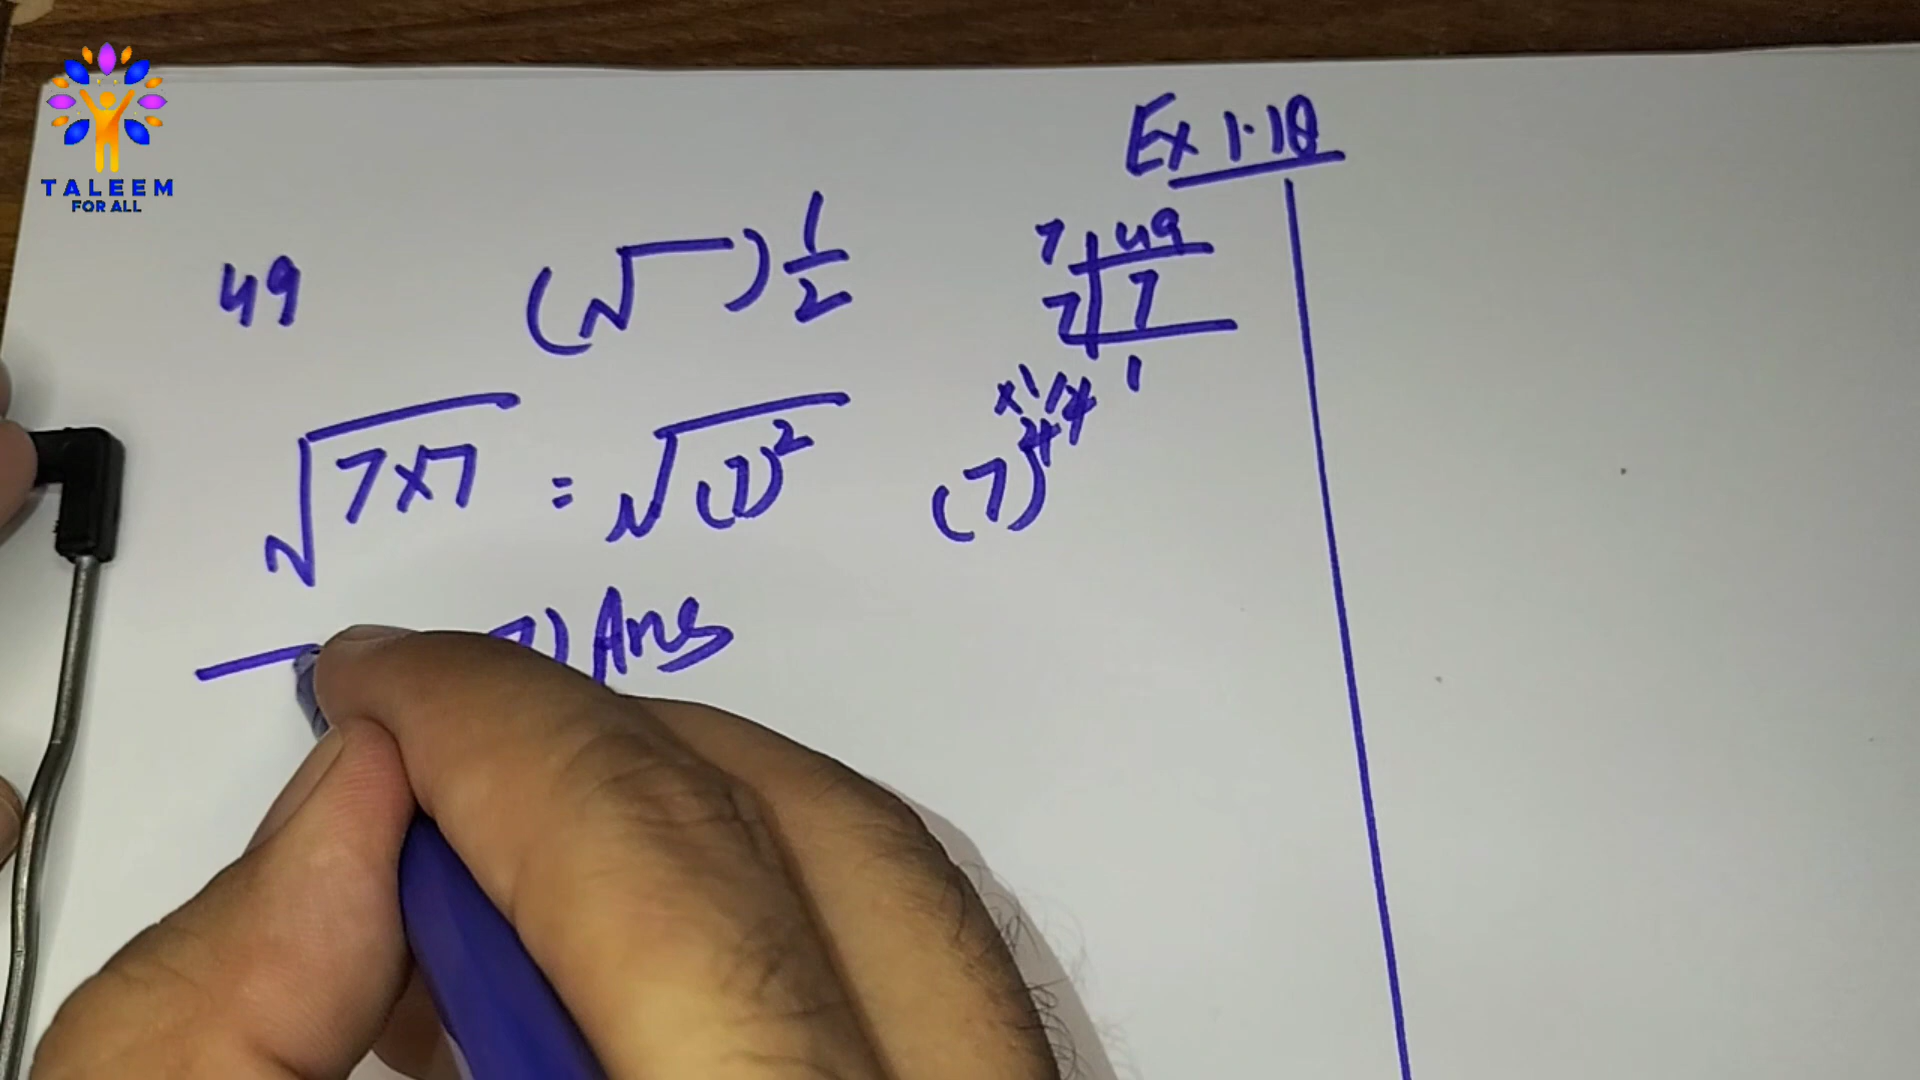 TALEEM
FOR ALL
Ex 1.10
49
(√ ) 1/2
7 | 49
7 | 7
1
√7×7 = √(7)²
(7)
7) Ans